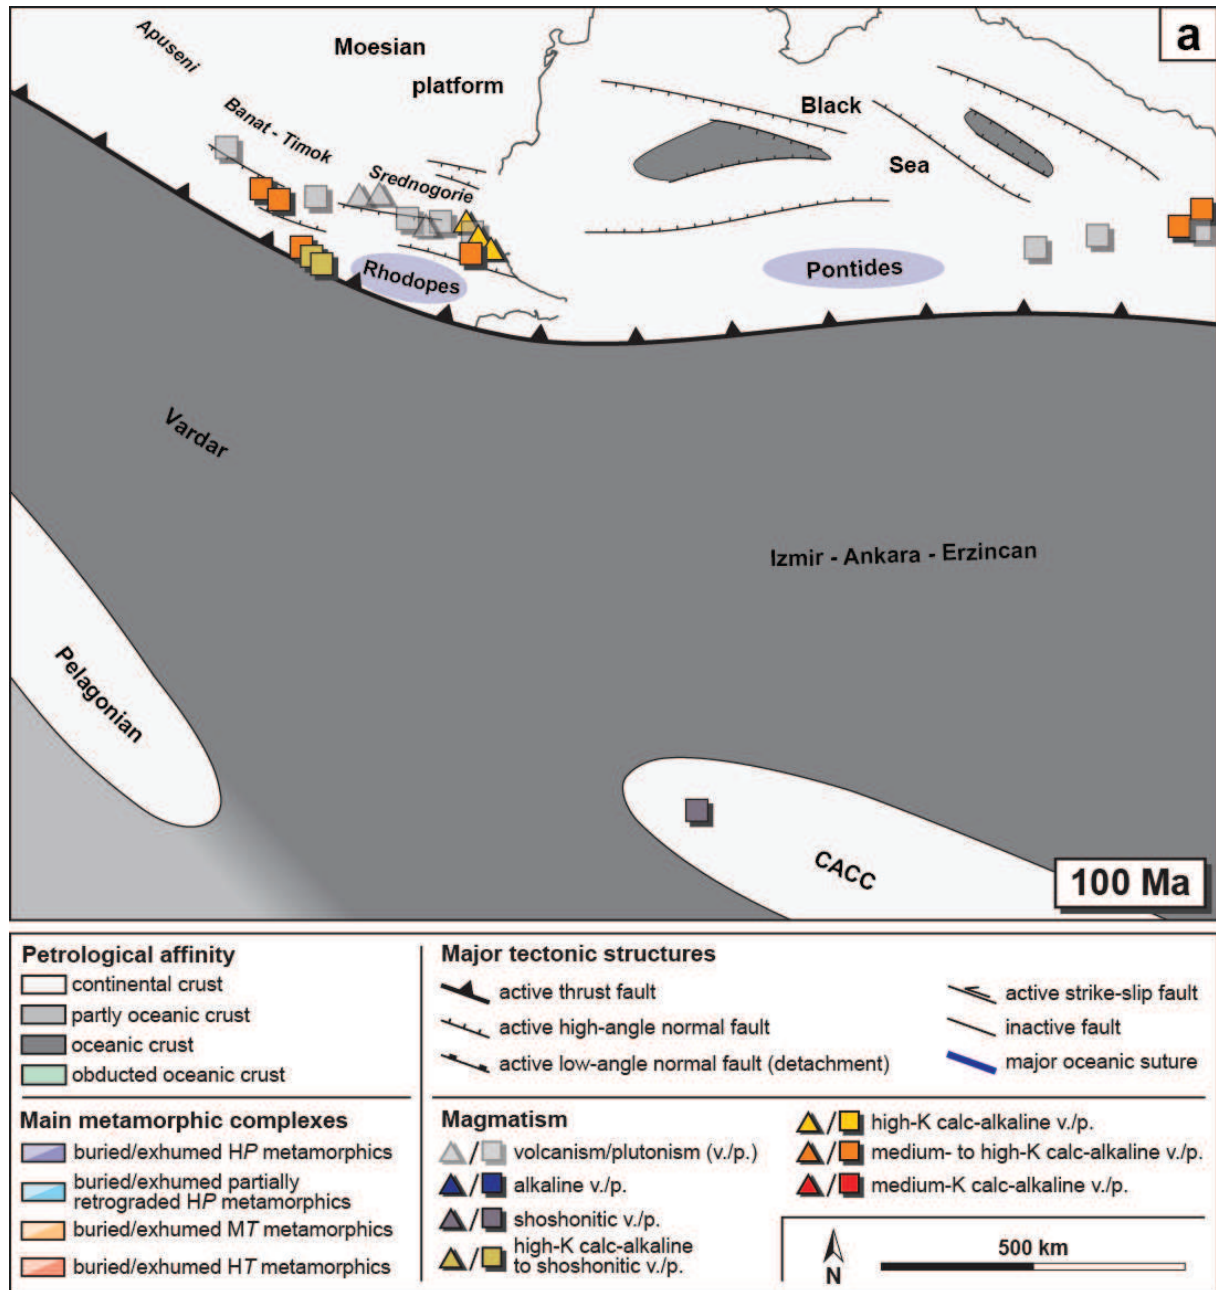 a
Apuseni
Moesian
platform
Banat - Timok
Srednogorie
Black
Sea
Rhodopes
Pontides
Vardar
Izmir - Ankara - Erzincan
Pelagonian
CACC
100 Ma
Petrological affinity
continental crust
partly oceanic crust
oceanic crust
obducted oceanic crust
Main metamorphic complexes
buried/exhumed HP metamorphics
buried/exhumed partially
retrograded HP metamorphics
buried/exhumed MT metamorphics
buried/exhumed HT metamorphics
Major tectonic structures
active thrust fault
active high-angle normal fault
active low-angle normal fault (detachment)
active strike-slip fault
inactive fault
major oceanic suture
Magmatism
/ volcanism/plutonism (v./p.)
/ alkaline v./p.
/ shoshonitic v./p.
/ high-K calc-alkaline
to shoshonitic v./p.
/ high-K calc-alkaline v./p.
/ medium- to high-K calc-alkaline v./p.
/ medium-K calc-alkaline v./p.
N
500 km